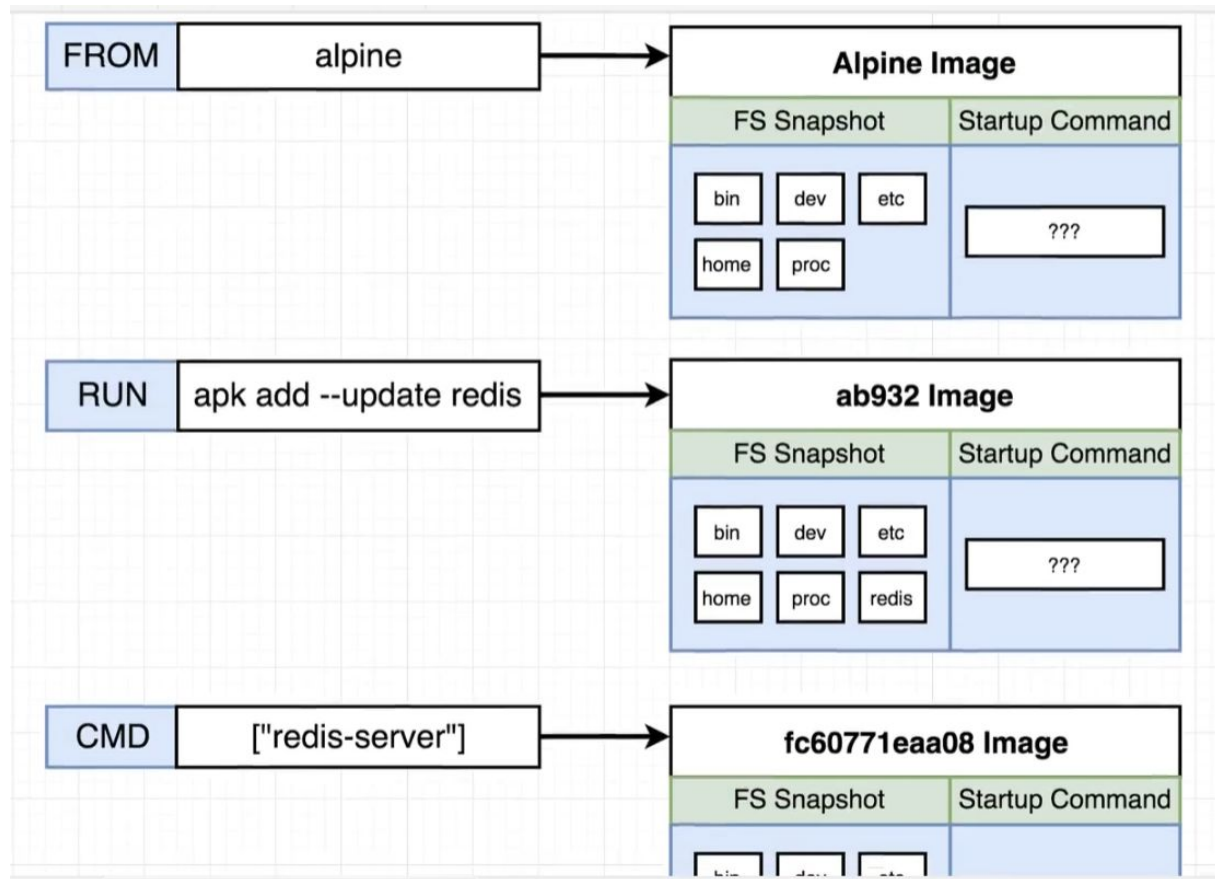 FROM alpine
Alpine Image
FS Snapshot Startup Command
bin dev etc
???
home proc
RUN apk add --update redis
ab932 Image
FS Snapshot Startup Command
bin dev etc
???
home proc redis
CMD ["redis-server"]
fc60771eaa08 Image
FS Snapshot Startup Command